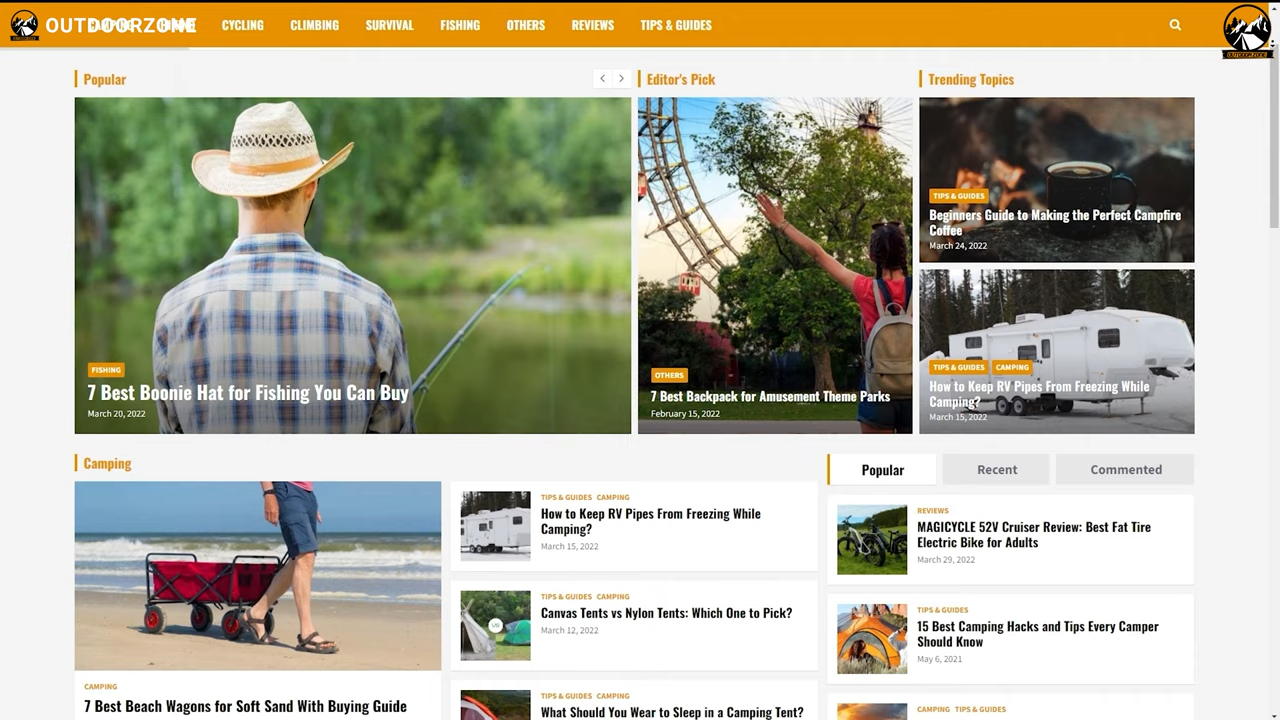 OUTDOORZONE
CYCLING
CLIMBING
SURVIVAL
FISHING
OTHERS
REVIEWS
TIPS & GUIDES
Popular
FISHING
7 Best Boonie Hat for Fishing You Can Buy
March 20, 2022
Editor's Pick
OTHERS
7 Best Backpack for Amusement Theme Parks
February 15, 2022
Trending Topics
TIPS & GUIDES
Beginners Guide to Making the Perfect Campfire
Coffee
March 24, 2022
TIPS & GUIDES CAMPING
How to Keep RV Pipes From Freezing While
Camping?
March 15, 2022
Camping
CAMPING
7 Best Beach Wagons for Soft Sand With Buying Guide
TIPS & GUIDES CAMPING
How to Keep RV Pipes From Freezing While
Camping?
March 15, 2022
TIPS & GUIDES CAMPING
Canvas Tents vs Nylon Tents: Which One to Pick?
March 12, 2022
TIPS & GUIDES CAMPING
What Should You Wear to Sleep in a Camping Tent?
Popular
Recent
Commented
REVIEWS
MAGICYCLE 52V Cruiser Review: Best Fat Tire
Electric Bike for Adults
March 29, 2022
TIPS & GUIDES
15 Best Camping Hacks and Tips Every Camper
Should Know
May 6, 2021
CAMPING TIPS & GUIDES